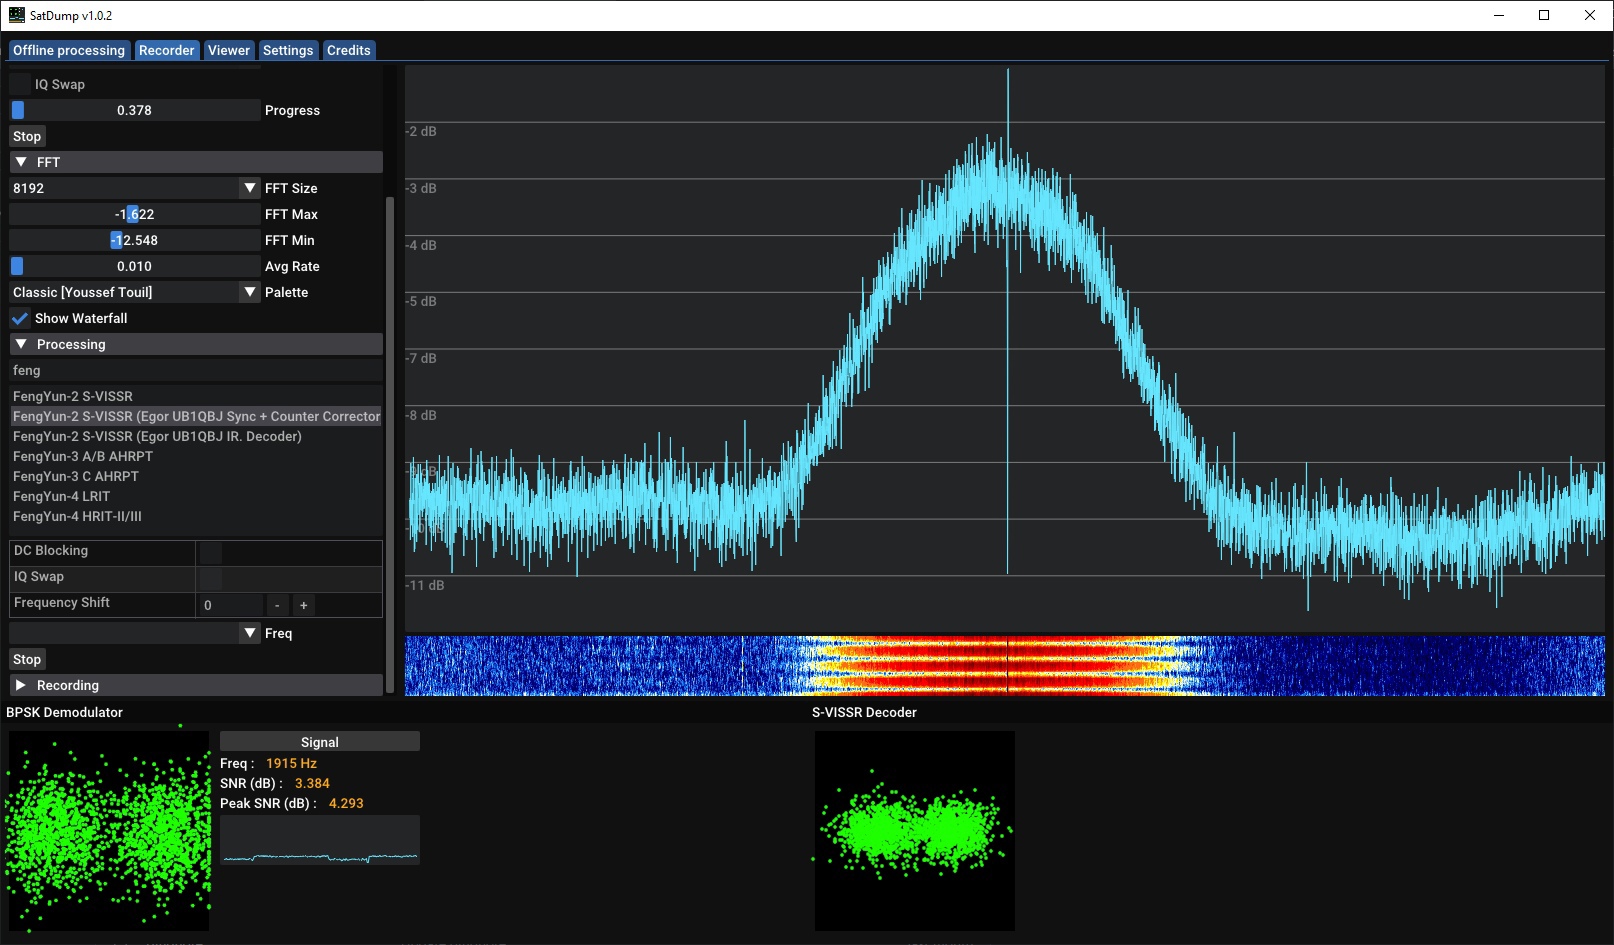 SatDump v1.0.2
Offline processing
Recorder
Viewer
Settings
Credits
IQ Swap
0.378 Progress
Stop
FFT
8192 FFT Size
-1.622 FFT Max
-12.548 FFT Min
0.010 Avg Rate
Classic [Youssef Touil] Palette
Show Waterfall
Processing
feng
FengYun-2 S-VISSR
FengYun-2 S-VISSR (Egor UB1QBJ Sync + Counter Corrector
FengYun-2 S-VISSR (Egor UB1QBJ IR. Decoder)
FengYun-3 A/B AHRPT
FengYun-3 C AHRPT
FengYun-4 LRIT
FengYun-4 HRIT-II/III
DC Blocking
IQ Swap
Frequency Shift 0 - +
Freq
Stop
Recording
-2 dB
-3 dB
-4 dB
-5 dB
-7 dB
-8 dB
-11 dB
BPSK Demodulator
Signal
Freq : 1915 Hz
SNR (dB) : 3.384
Peak SNR (dB) : 4.293
S-VISSR Decoder